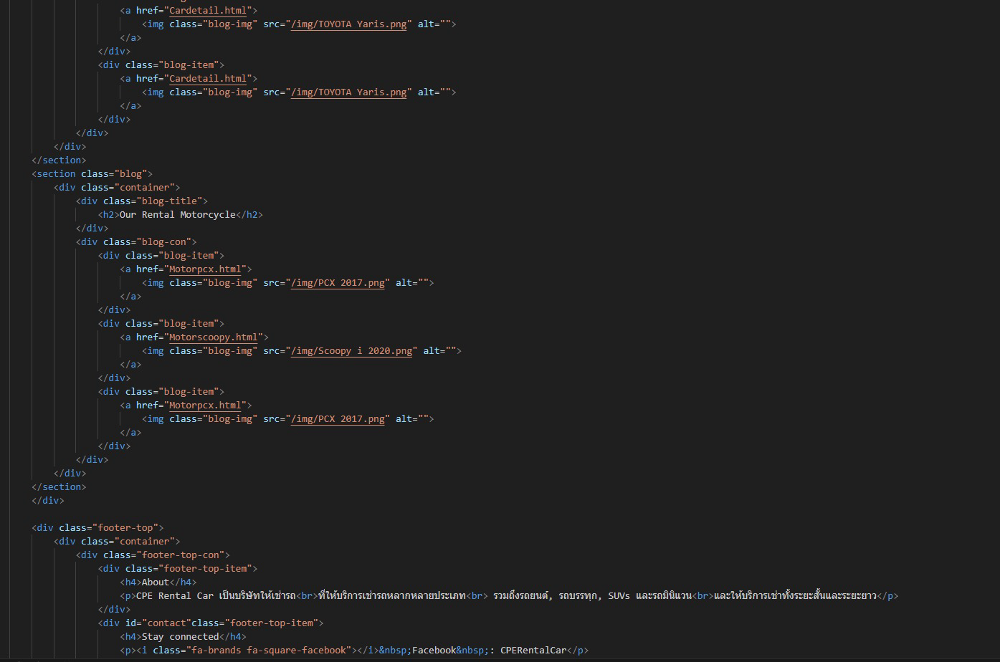 <a href="Cardetail.html">
<img class="blog-img" src="/img/TOYOTA Yaris.png" alt="">
</a>
</div>
<div class="blog-item">
<a href="Cardetail.html">
<img class="blog-img" src="/img/TOYOTA Yaris.png" alt="">
</a>
</div>
</div>
</div>
</section>
<section class="blog">
<div class="container">
<div class="blog-title">
<h2>Our Rental Motorcycle</h2>
</div>
<div class="blog-con">
<div class="blog-item">
<a href="Motorpcx.html">
<img class="blog-img" src="/img/PCX 2017.png" alt="">
</a>
</div>
<div class="blog-item">
<a href="Motorscoopy.html">
<img class="blog-img" src="/img/Scoopy i 2020.png" alt="">
</a>
</div>
<div class="blog-item">
<a href="Motorpcx.html">
<img class="blog-img" src="/img/PCX 2017.png" alt="">
</a>
</div>
</div>
</div>
</section>
</div>
<div class="footer-top">
<div class="container">
<div class="footer-top-con">
<div class="footer-top-item">
<h4>About</h4>
<p>CPE Rental Car เป็นบริษัทให้เช่ารถ<br>ที่ให้บริการเช่ารถหลากหลายประเภท<br> รวมถึงรถยนต์, รถบรรทุก, SUVs และรถมินิแวน<br>และให้บริการเช่าทั้งระยะสั้นและระยะยาว</p>
</div>
<div id="contact"class="footer-top-item">
<h4>Stay connected</h4>
<p><i class="fa-brands fa-square-facebook"></i>&nbsp;Facebook&nbsp;: CPERentalCar</p>